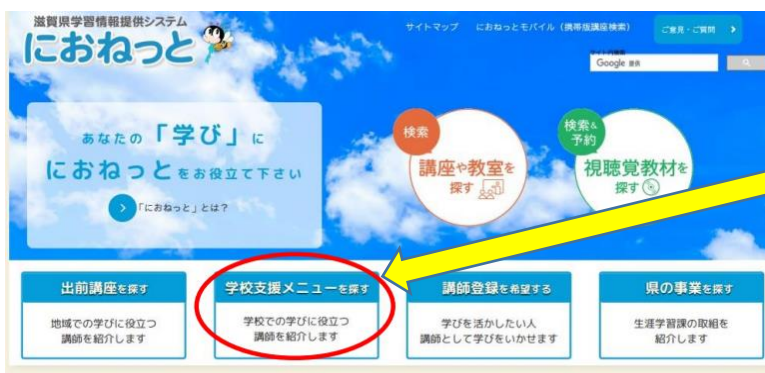 滋賀県学習情報提供システム
におねっと
サイトマップ　におねっとモバイル（携帯版講座検索）
ご意見・ご質問
サイト内検索
Google 提供
あなたの「学び」に
におねっとをお役立て下さい
「におねっと」とは？
検索
講座や教室を
探す
検索&
予約
視聴覚教材を
探す
出前講座を探す
地域での学びに役立つ
講師を紹介します
学校支援メニューを探す
学校での学びに役立つ
講師を紹介します
講師登録を希望する
学びを活かしたい人
講師として学びをいかせます
県の事業を探す
生涯学習課の取組を
紹介します